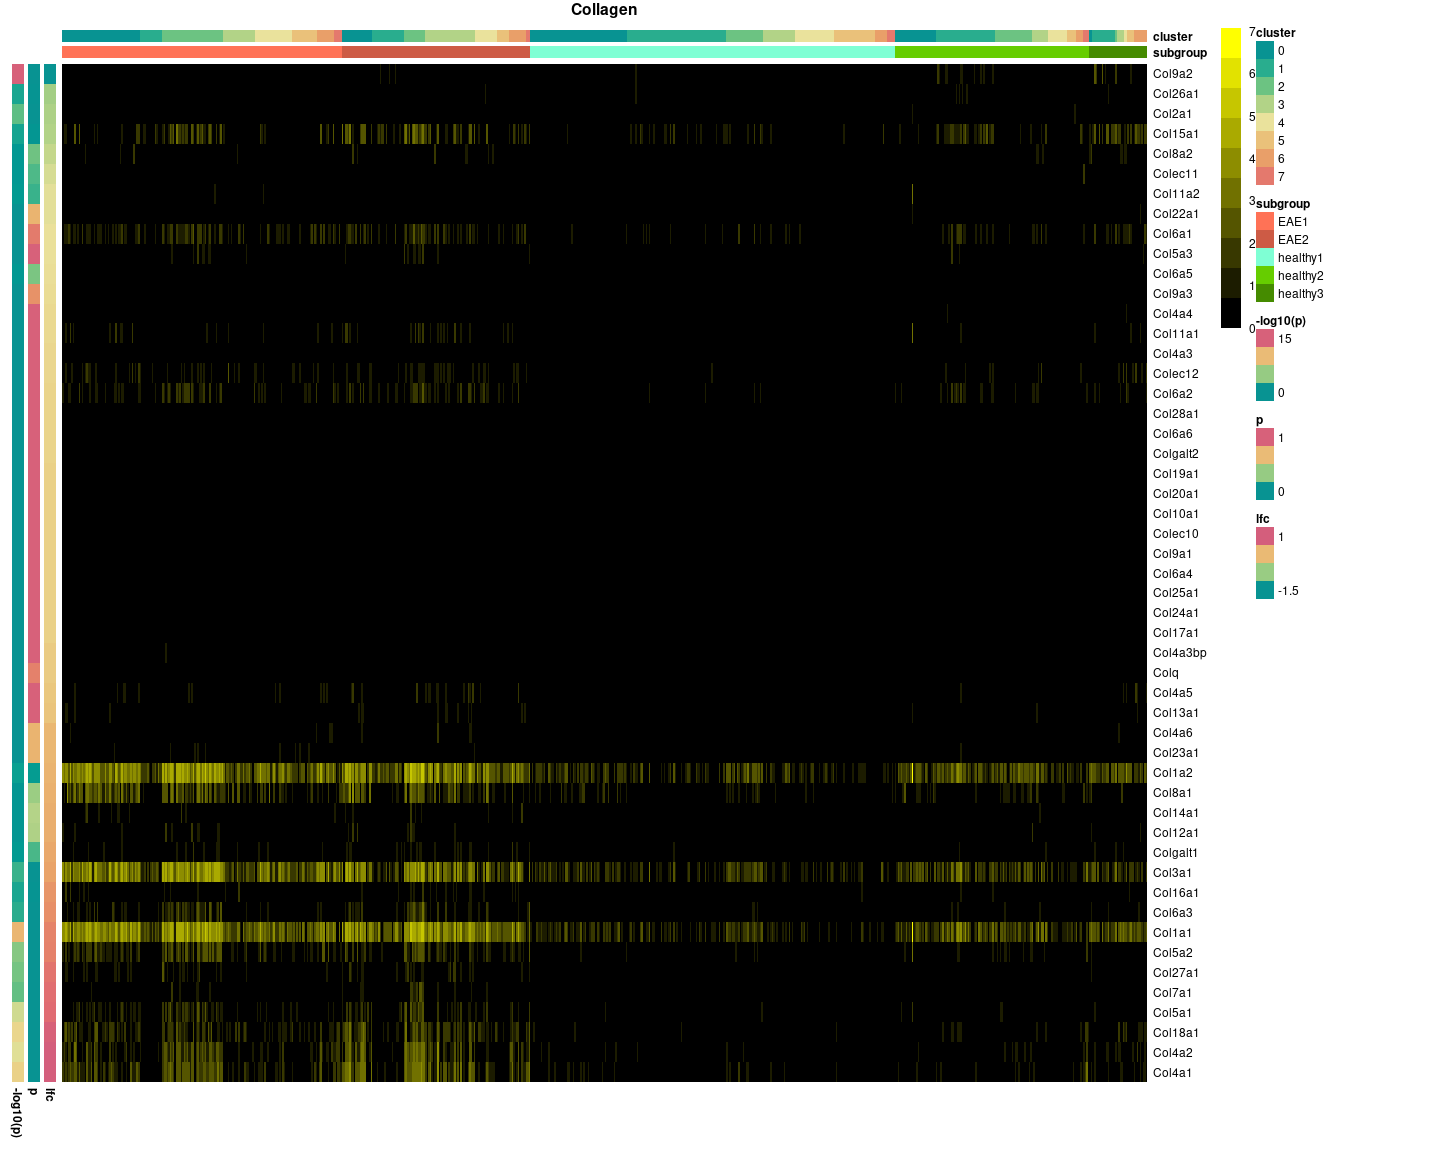 Collagen
cluster
subgroup
Col9a2
Col26a1
Col2a1
Col15a1
Col8a2
Colec11
Col11a2
Col22a1
Col6a1
Col5a3
Col6a5
Col9a3
Col4a4
Col11a1
Col4a3
Colec12
Col6a2
Col28a1
Col6a6
Colgalt2
Col19a1
Col20a1
Col10a1
Colec10
Col9a1
Col6a4
Col25a1
Col24a1
Col17a1
Col4a3bp
Colq
Col4a5
Col13a1
Col4a6
Col23a1
Col1a2
Col8a1
Col14a1
Col12a1
Colgalt1
Col3a1
Col16a1
Col6a3
Col1a1
Col5a2
Col27a1
Col7a1
Col5a1
Col18a1
Col4a2
Col4a1
-log10(p)
p
lfc
7
6
5
4
3
2
1
0
cluster
0
1
2
3
4
5
6
7
subgroup
EAE1
EAE2
healthy1
healthy2
healthy3
-log10(p)
15
0
p
1
0
lfc
1
-1.5